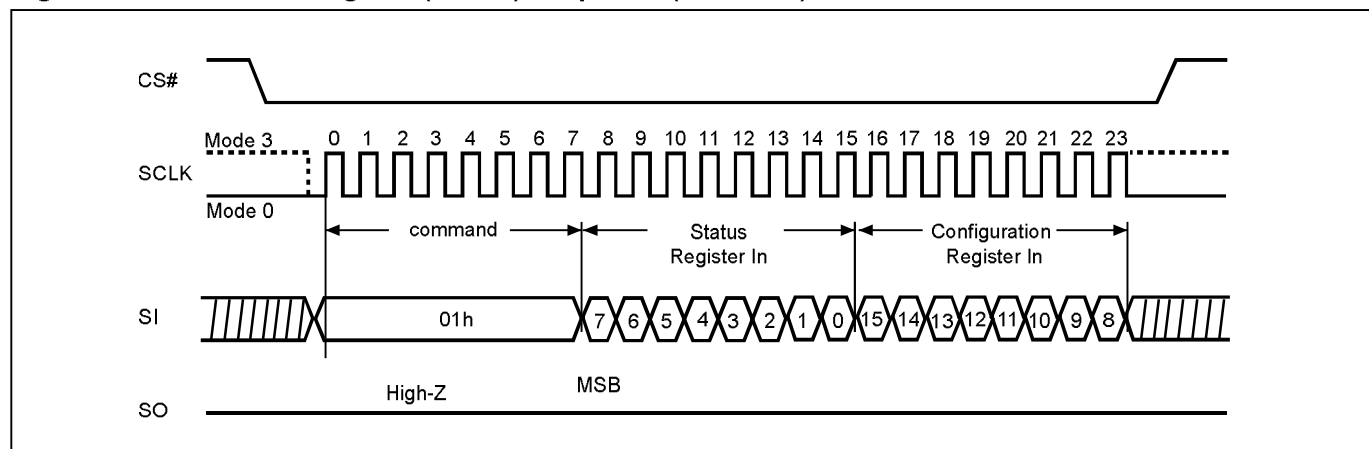 CS#
Mode 3
0 1 2 3 4 5 6 7 8 9 10 11 12 13 14 15 16 17 18 19 20 21 22 23
SCLK
Mode 0
command
Status
Register In
Configuration
Register In
SI
01h
7 6 5 4 3 2 1 0 15 14 13 12 11 10 9 8
High-Z
MSB
SO